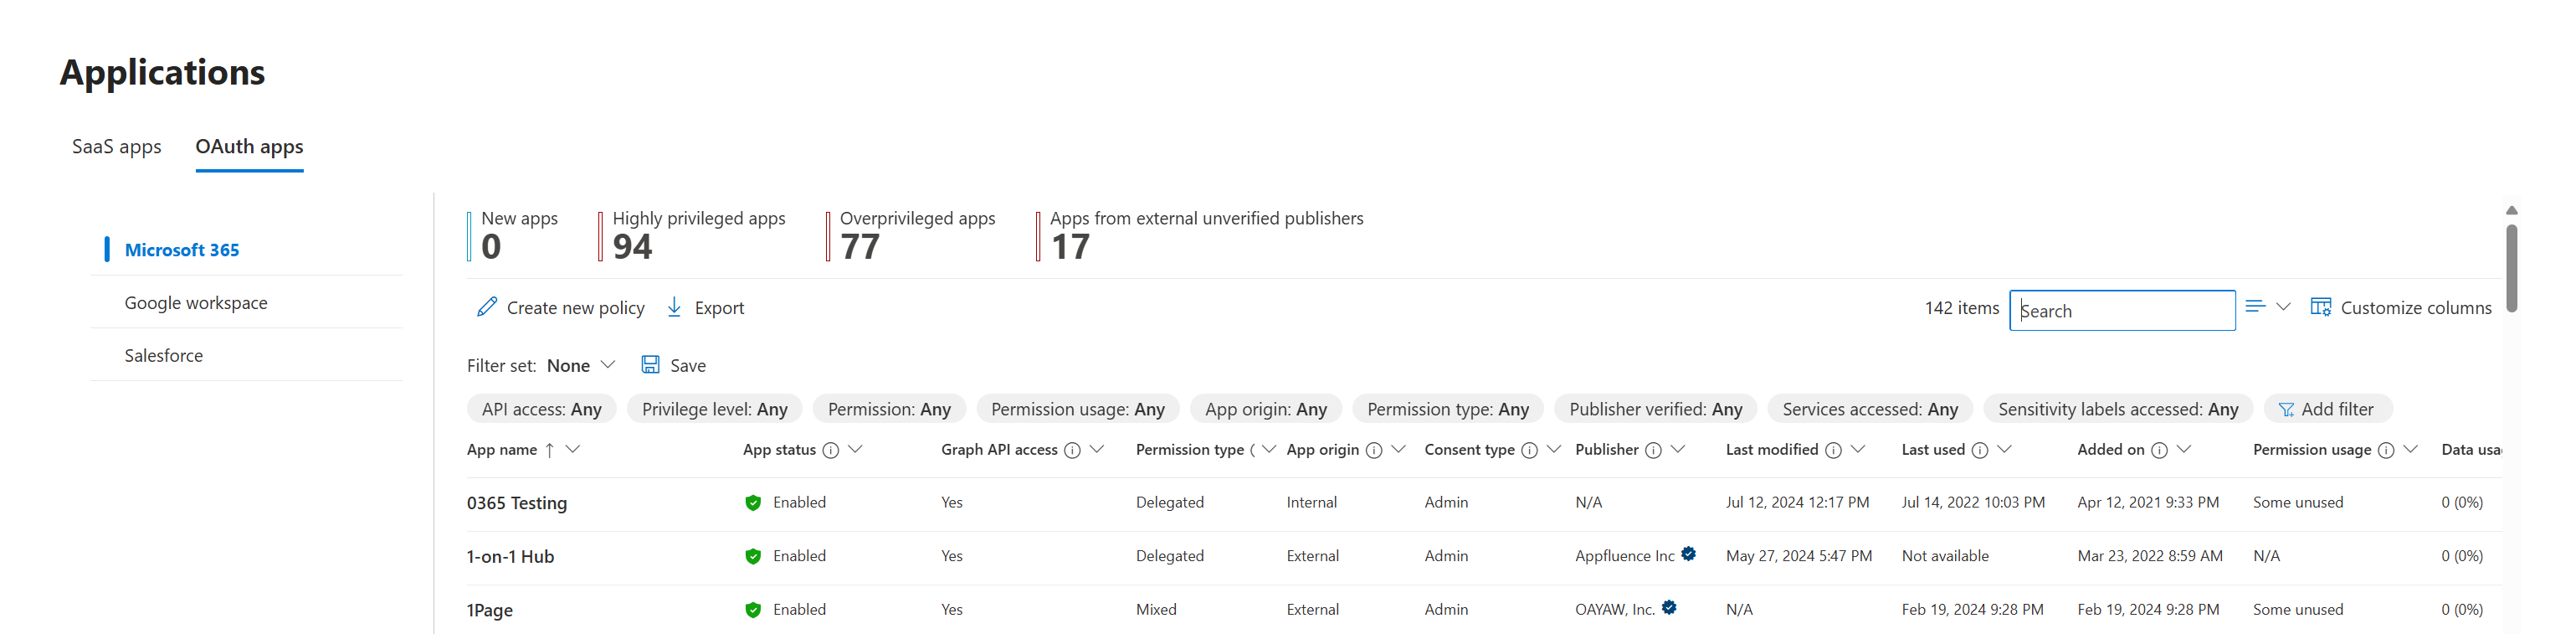 Applications
SaaS apps OAuth apps
Microsoft 365
Google workspace
Salesforce
New apps Highly privileged apps Overprivileged apps Apps from external unverified publishers
0 94 77 17
Create new policy Export 142 items Search Customize columns
Filter set: None Save
API access: Any Privilege level: Any Permission: Any Permission usage: Any App origin: Any Permission type: Any Publisher verified: Any Services accessed: Any Sensitivity labels accessed: Any Add filter
App name ↑ App status Graph API access Permission type ( App origin Consent type Publisher Last modified Last used Added on Permission usage Data usa
0365 Testing Enabled Yes Delegated Internal Admin N/A Jul 12, 2024 12:17 PM Jul 14, 2022 10:03 PM Apr 12, 2021 9:33 PM Some unused 0 (0%)
1-on-1 Hub Enabled Yes Delegated External Admin Appfluence Inc May 27, 2024 5:47 PM Not available Mar 23, 2022 8:59 AM N/A 0 (0%)
1Page Enabled Yes Mixed External Admin OAYAW, Inc. N/A Feb 19, 2024 9:28 PM Feb 19, 2024 9:28 PM Some unused 0 (0%)